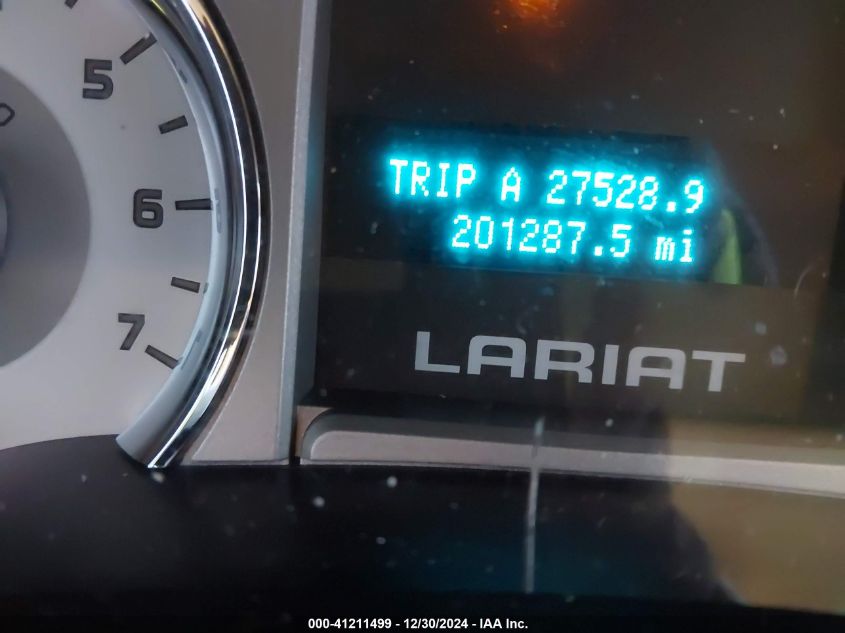 5
6
7
TRIP A 27528.9
201287.5 mi
LARIAT
000-41211499 - 12/30/2024 - IAA Inc.